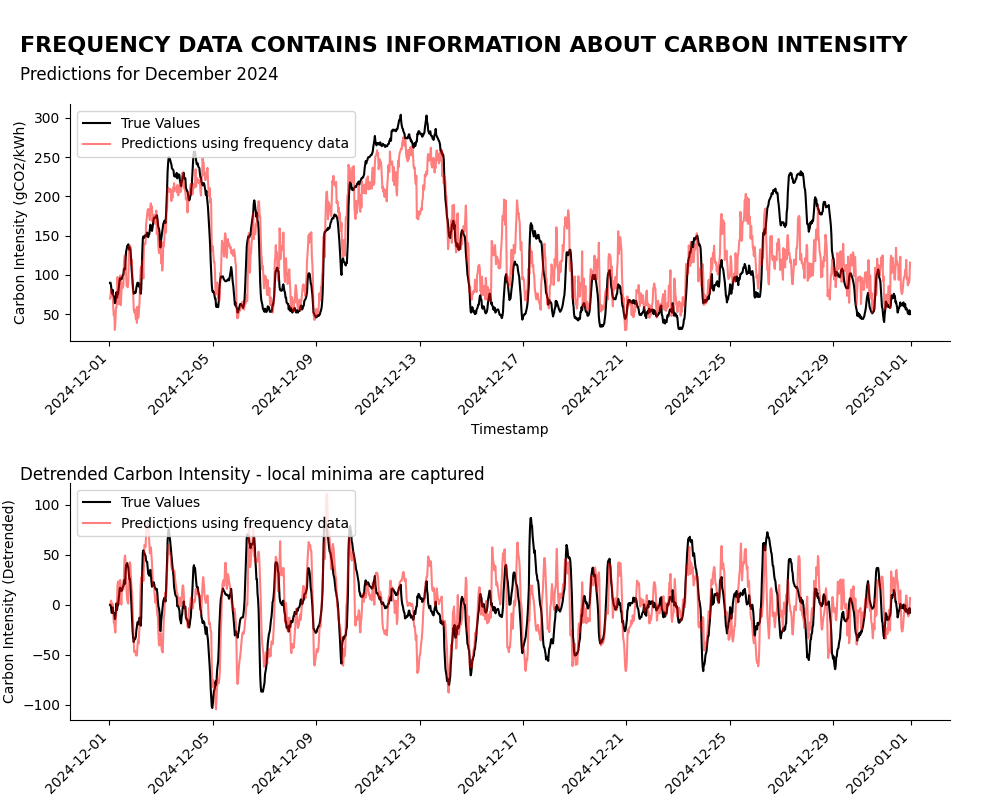 FREQUENCY DATA CONTAINS INFORMATION ABOUT CARBON INTENSITY
Predictions for December 2024
Carbon Intensity (gCO2/kWh)
300
250
200
150
100
50
True Values
Predictions using frequency data
2024-12-01
2024-12-05
2024-12-09
2024-12-13
2024-12-17
2024-12-21
2024-12-25
2024-12-29
2025-01-01
Timestamp
Detrended Carbon Intensity - local minima are captured
Carbon Intensity (Detrended)
100
50
0
−50
−100
True Values
Predictions using frequency data
2024-12-01
2024-12-05
2024-12-09
2024-12-13
2024-12-17
2024-12-21
2024-12-25
2024-12-29
2025-01-01